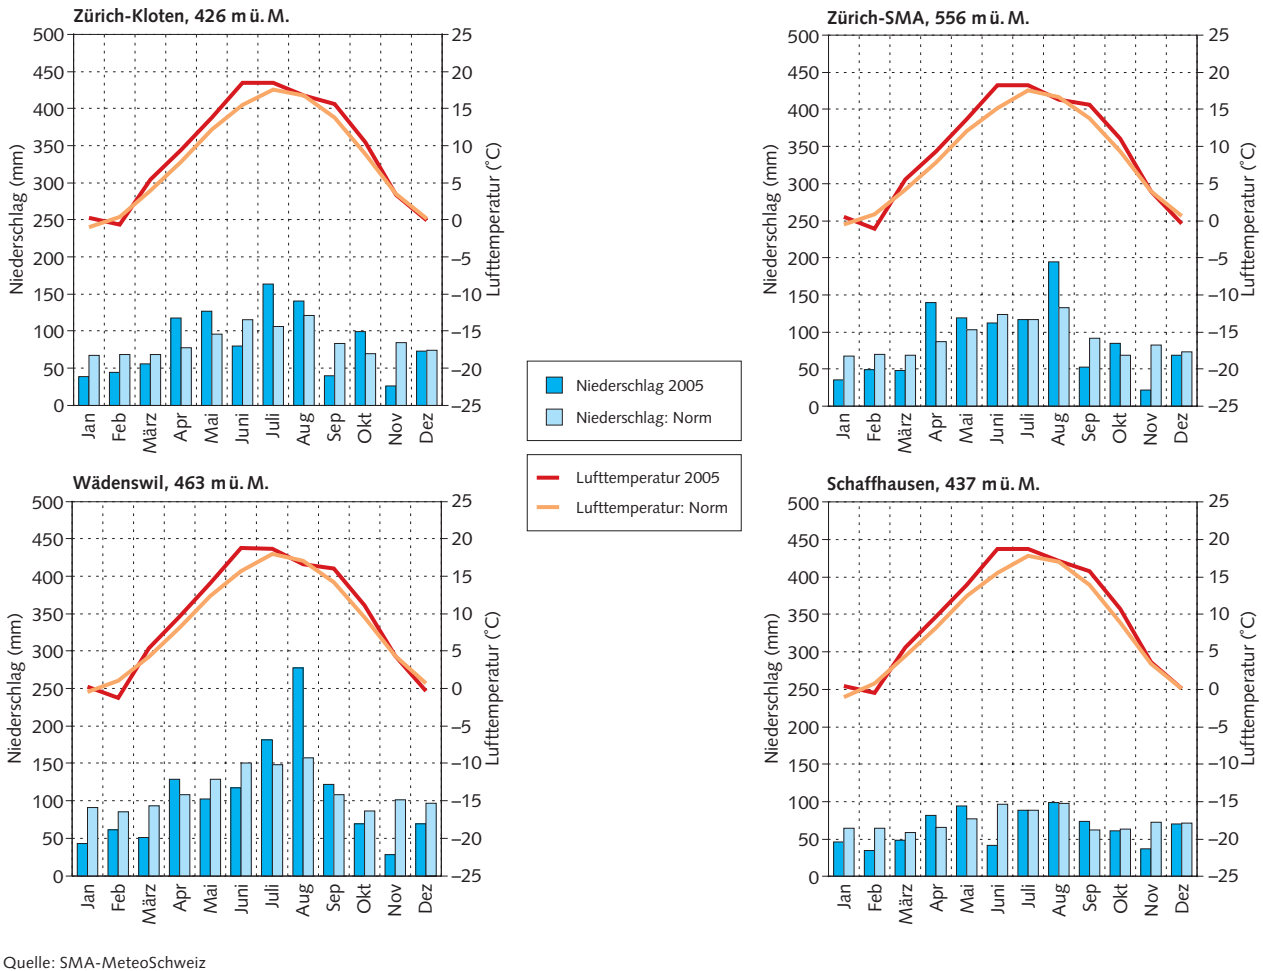 Zürich-Kloten, 426 m ü. M.
500
450
400
350
300
250
200
150
100
50
0
Niederschlag (mm)
25
20
15
10
5
0
–5
–10
–15
–20
–25
Lufttemperatur (°C)
Jan
Feb
März
Apr
Mai
Juni
Juli
Aug
Sep
Okt
Nov
Dez
Zürich-SMA, 556 m ü. M.
500
450
400
350
300
250
200
150
100
50
0
Niederschlag (mm)
25
20
15
10
5
0
–5
–10
–15
–20
–25
Lufttemperatur (°C)
Jan
Feb
März
Apr
Mai
Juni
Juli
Aug
Sep
Okt
Nov
Dez
Niederschlag 2005
Niederschlag: Norm
Lufttemperatur 2005
Lufttemperatur: Norm
Wädenswil, 463 m ü. M.
500
450
400
350
300
250
200
150
100
50
0
Niederschlag (mm)
25
20
15
10
5
0
–5
–10
–15
–20
–25
Lufttemperatur (°C)
Jan
Feb
März
Apr
Mai
Juni
Juli
Aug
Sep
Okt
Nov
Dez
Schaffhausen, 437 m ü. M.
500
450
400
350
300
250
200
150
100
50
0
Niederschlag (mm)
25
20
15
10
5
0
–5
–10
–15
–20
–25
Lufttemperatur (°C)
Jan
Feb
März
Apr
Mai
Juni
Juli
Aug
Sep
Okt
Nov
Dez
Quelle: SMA-MeteoSchweiz